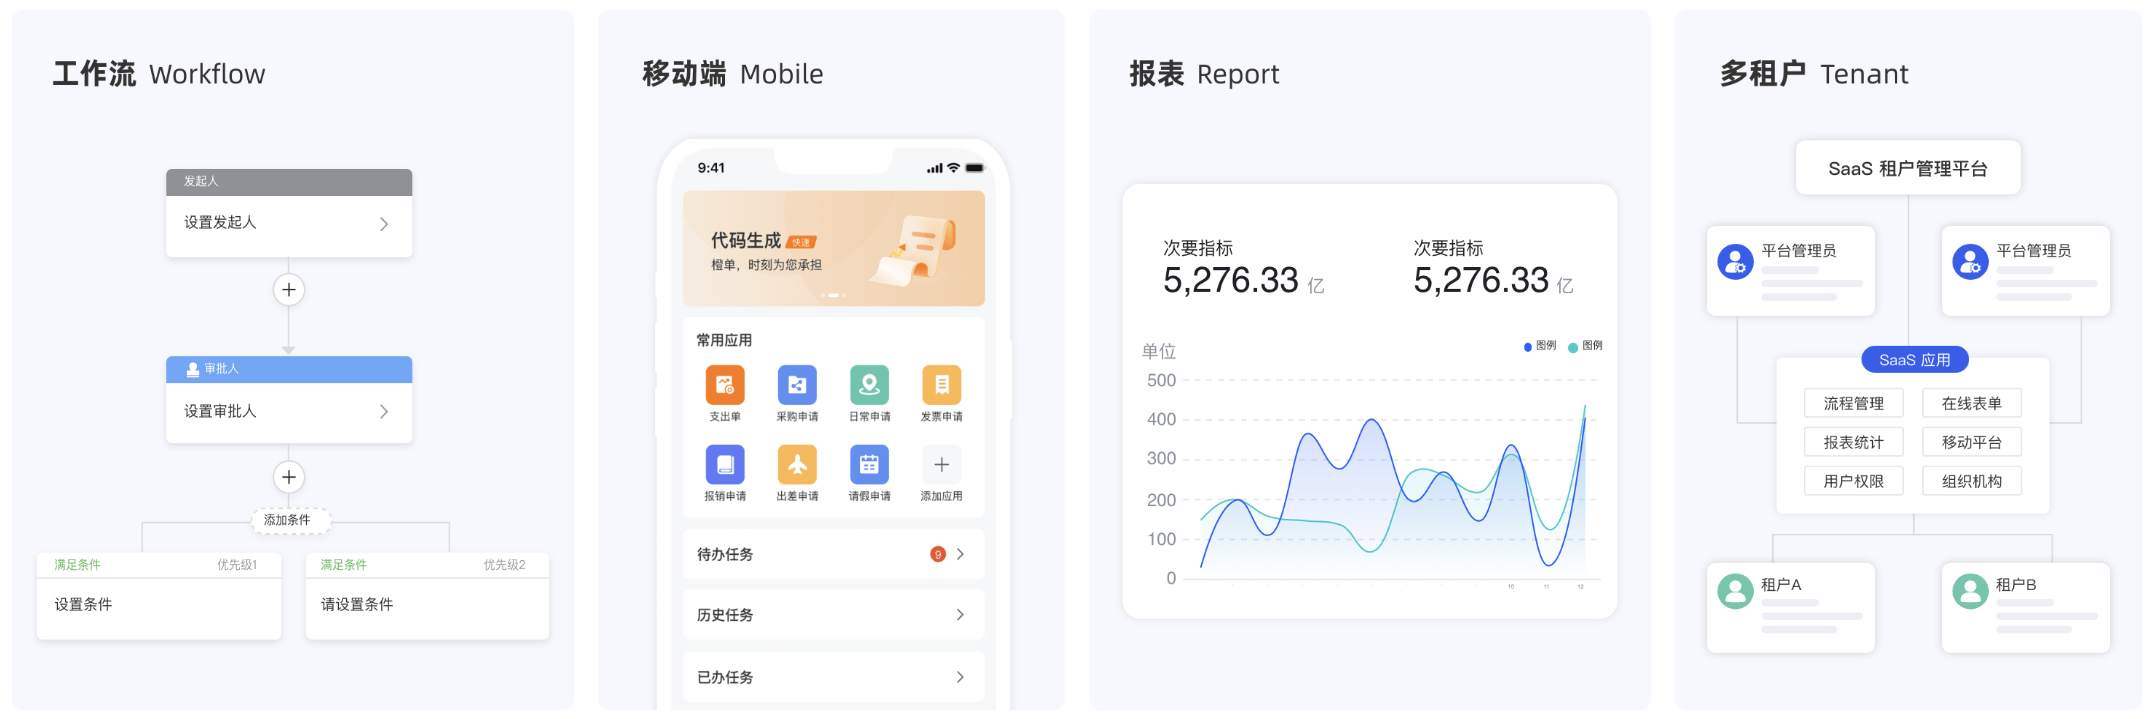 工作流 Workflow
发起人
设置发起人
审批人
设置审批人
添加条件
满足条件 优先级1
设置条件
满足条件 优先级2
请设置条件
移动端 Mobile
9:41
代码生成 快速
橙单，时刻为您承担
常用应用
支出单 采购申请 日常申请 发票申请
报销申请 出差申请 请假申请 添加应用
待办任务 9
历史任务
已办任务
报表 Report
次要指标 次要指标
5,276.33 亿 5,276.33 亿
单位 图例 图例
500
400
300
200
100
0
10 11 12
多租户 Tenant
SaaS 租户管理平台
平台管理员 平台管理员
SaaS 应用
流程管理 在线表单
报表统计 移动平台
用户权限 组织机构
租户A 租户B